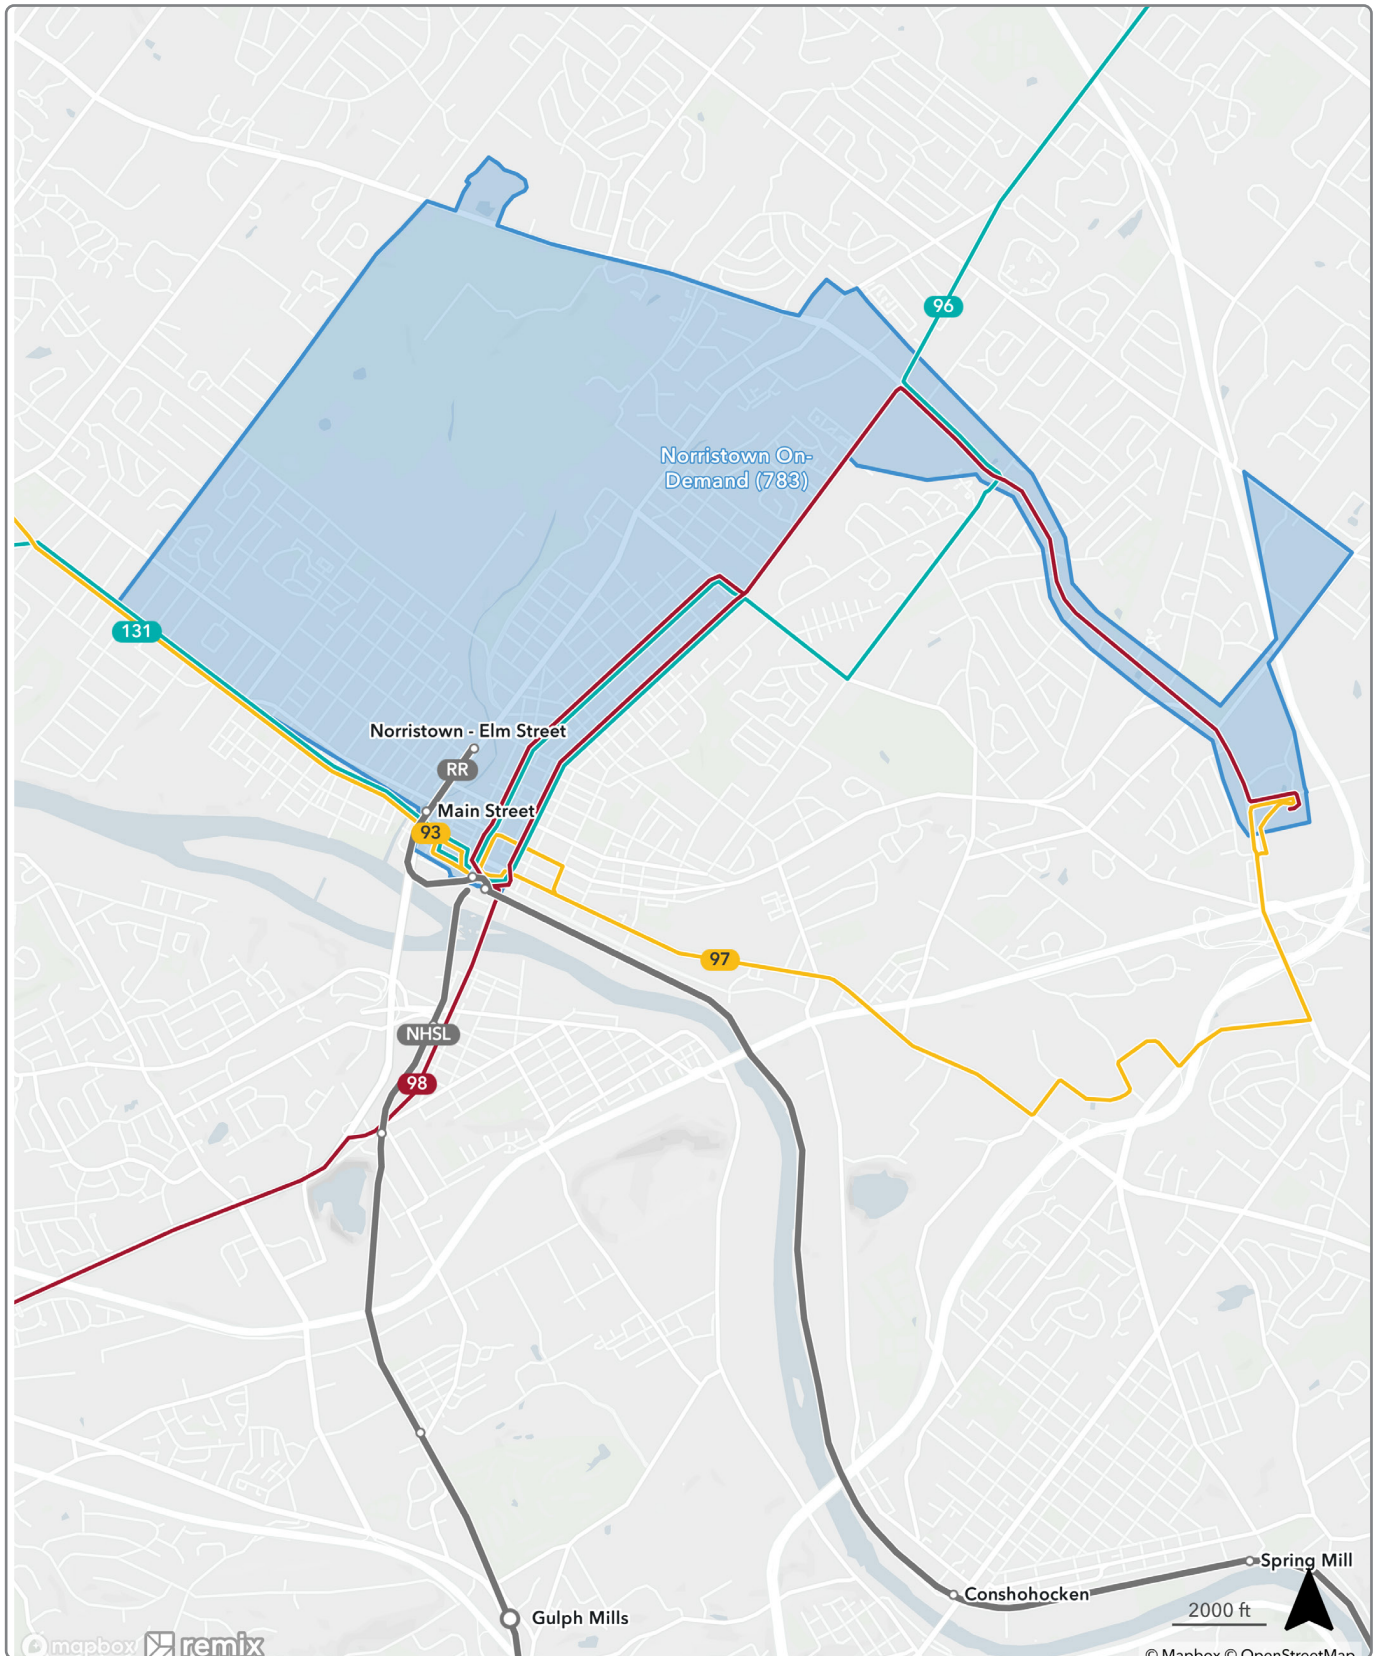 96
Norristown On-
Demand (783)
131
Norristown - Elm Street
RR
Main Street
93
97
NHSL
98
Spring Mill
Conshohocken
Gulph Mills
2000 ft
mapbox remix
© Mapbox © OpenStreetMap